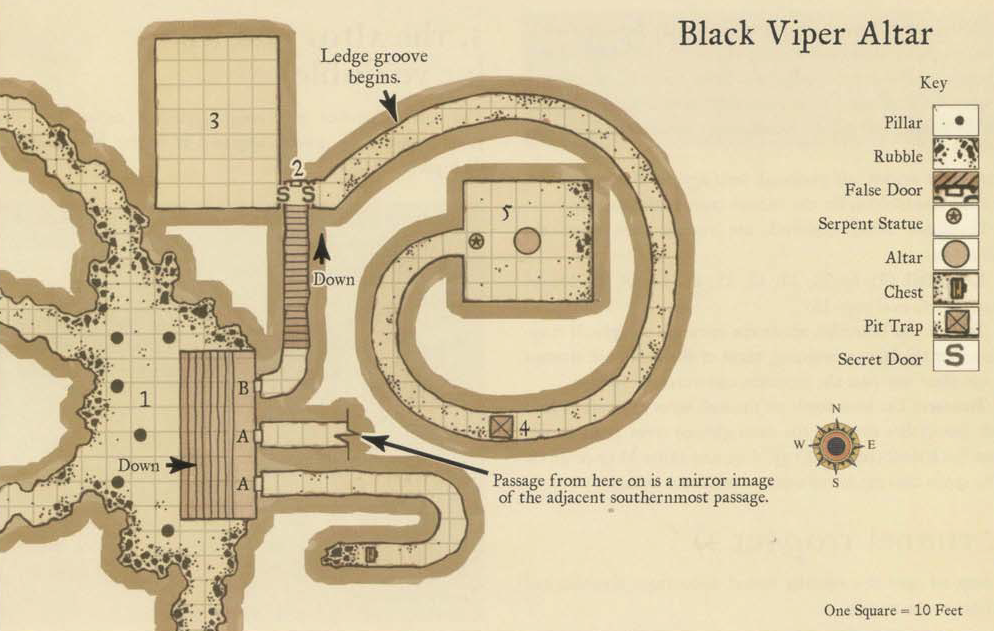 Black Viper Altar
Ledge groove
begins.
Key
Pillar
Rubble
False Door
Serpent Statue
Altar
Chest
Pit Trap
Secret Door
S
3
2
S S
5
Down
1
B
A
Down
A
4
N
W E
S
Passage from here on is a mirror image
of the adjacent southernmost passage.
One Square = 10 Feet